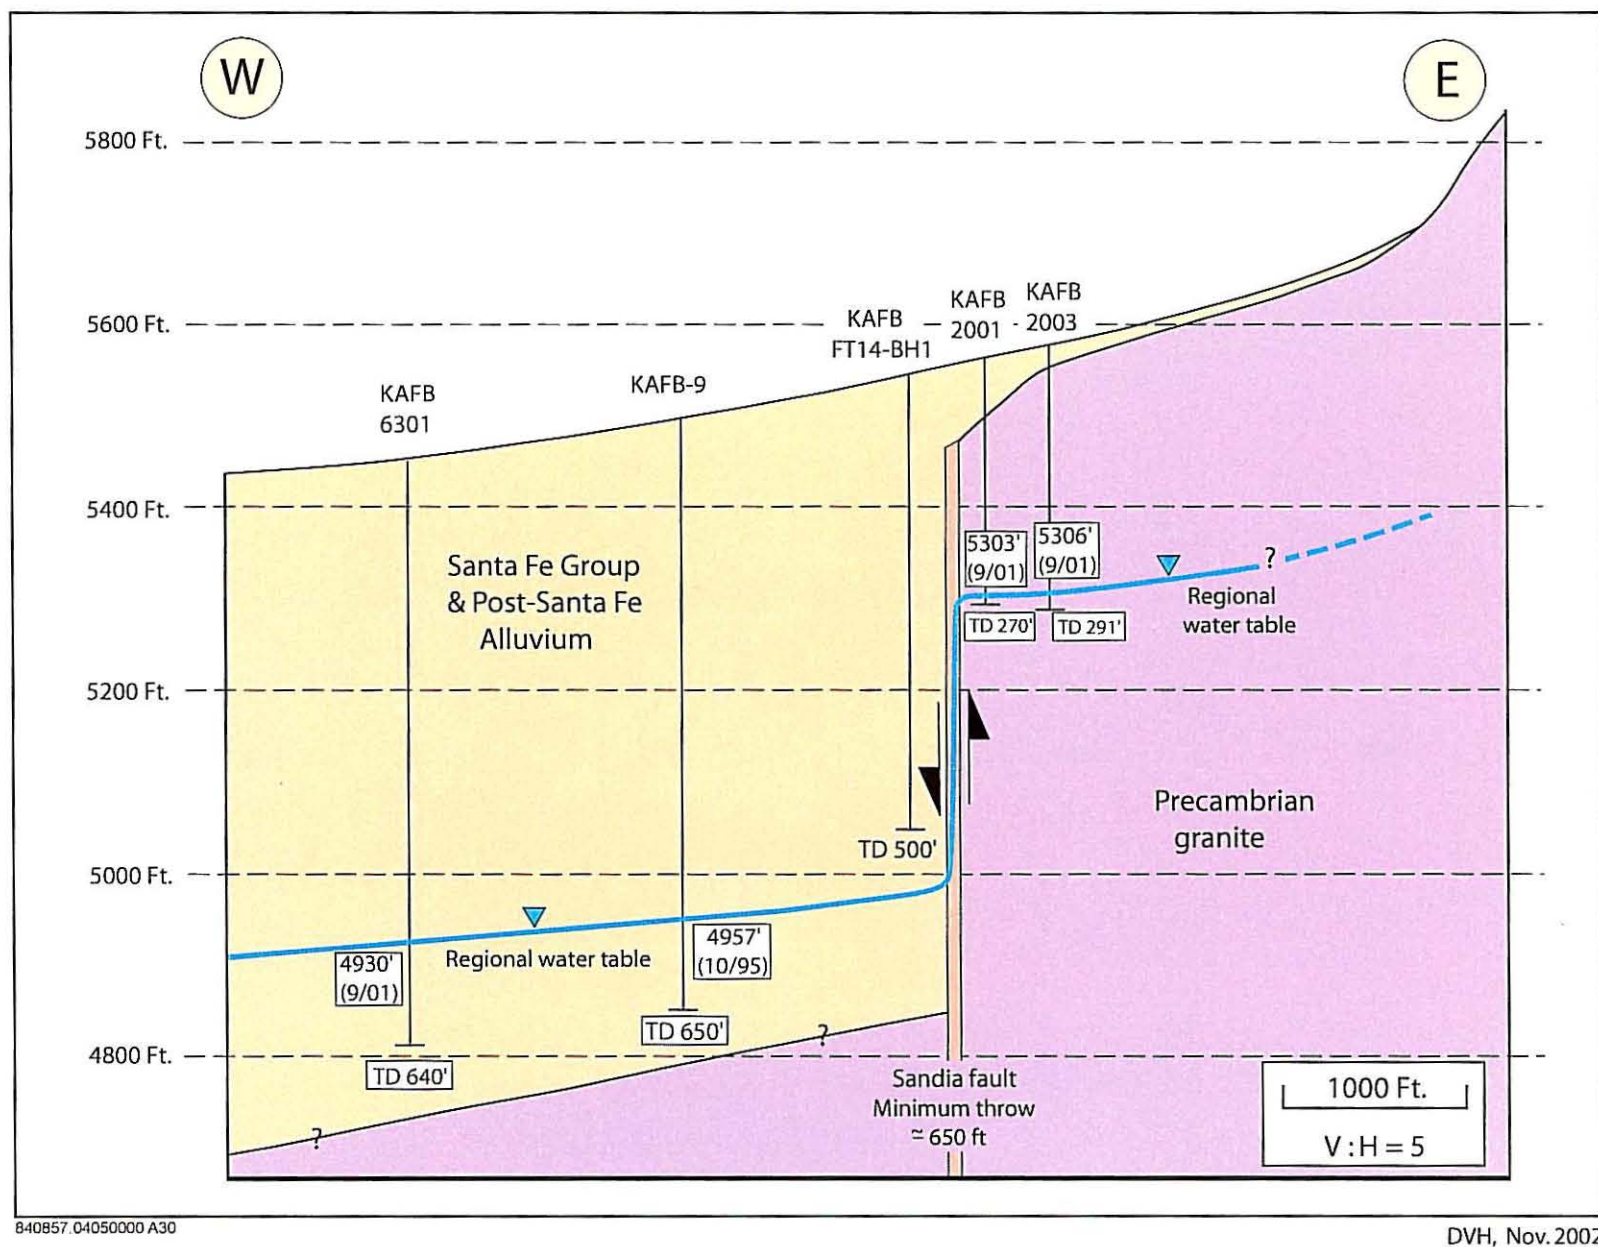 W
E
5800 Ft.
5600 Ft.
KAFB
FT14-BH1
KAFB
2001
KAFB
2003
KAFB
6301
KAFB-9
5400 Ft.
5303'
(9/01)
5306'
(9/01)
?
Santa Fe Group
& Post-Santa Fe
Alluvium
Regional
water table
TD 270'
TD 291'
5200 Ft.
Precambrian
granite
TD 500'
5000 Ft.
4930'
(9/01)
Regional water table
4957'
(10/95)
TD 650'
?
4800 Ft.
TD 640'
Sandia fault
Minimum throw
≃ 650 ft
1000 Ft.
V : H = 5
?
840857.04050000 A30
DVH, Nov. 2002